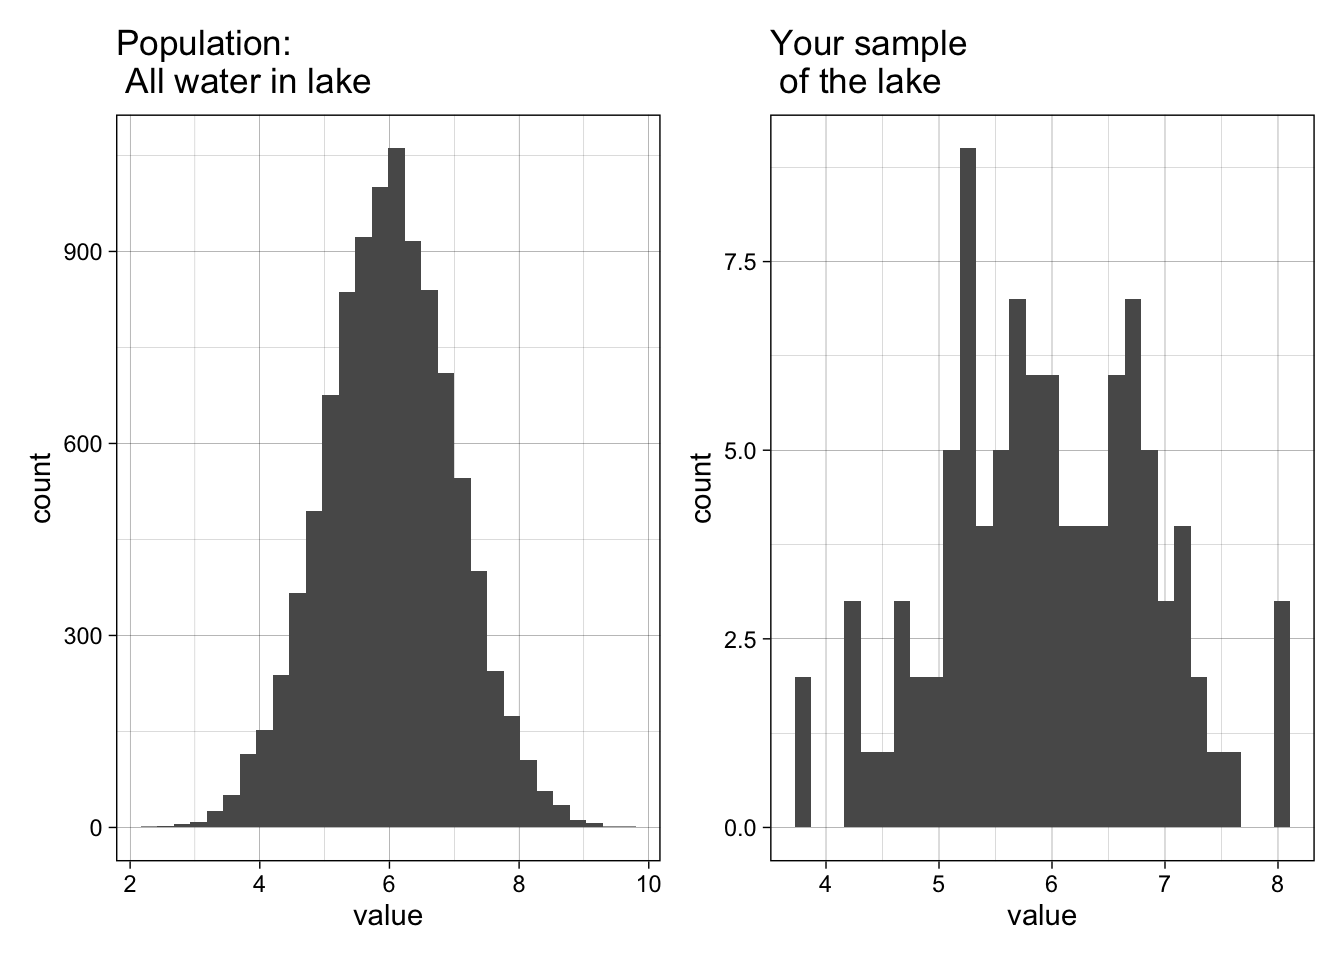 Population:
All water in lake
900
600
300
0
count
2 4 6 8 10
value
Your sample
of the lake
7.5
5.0
2.5
0.0
count
4 5 6 7 8
value